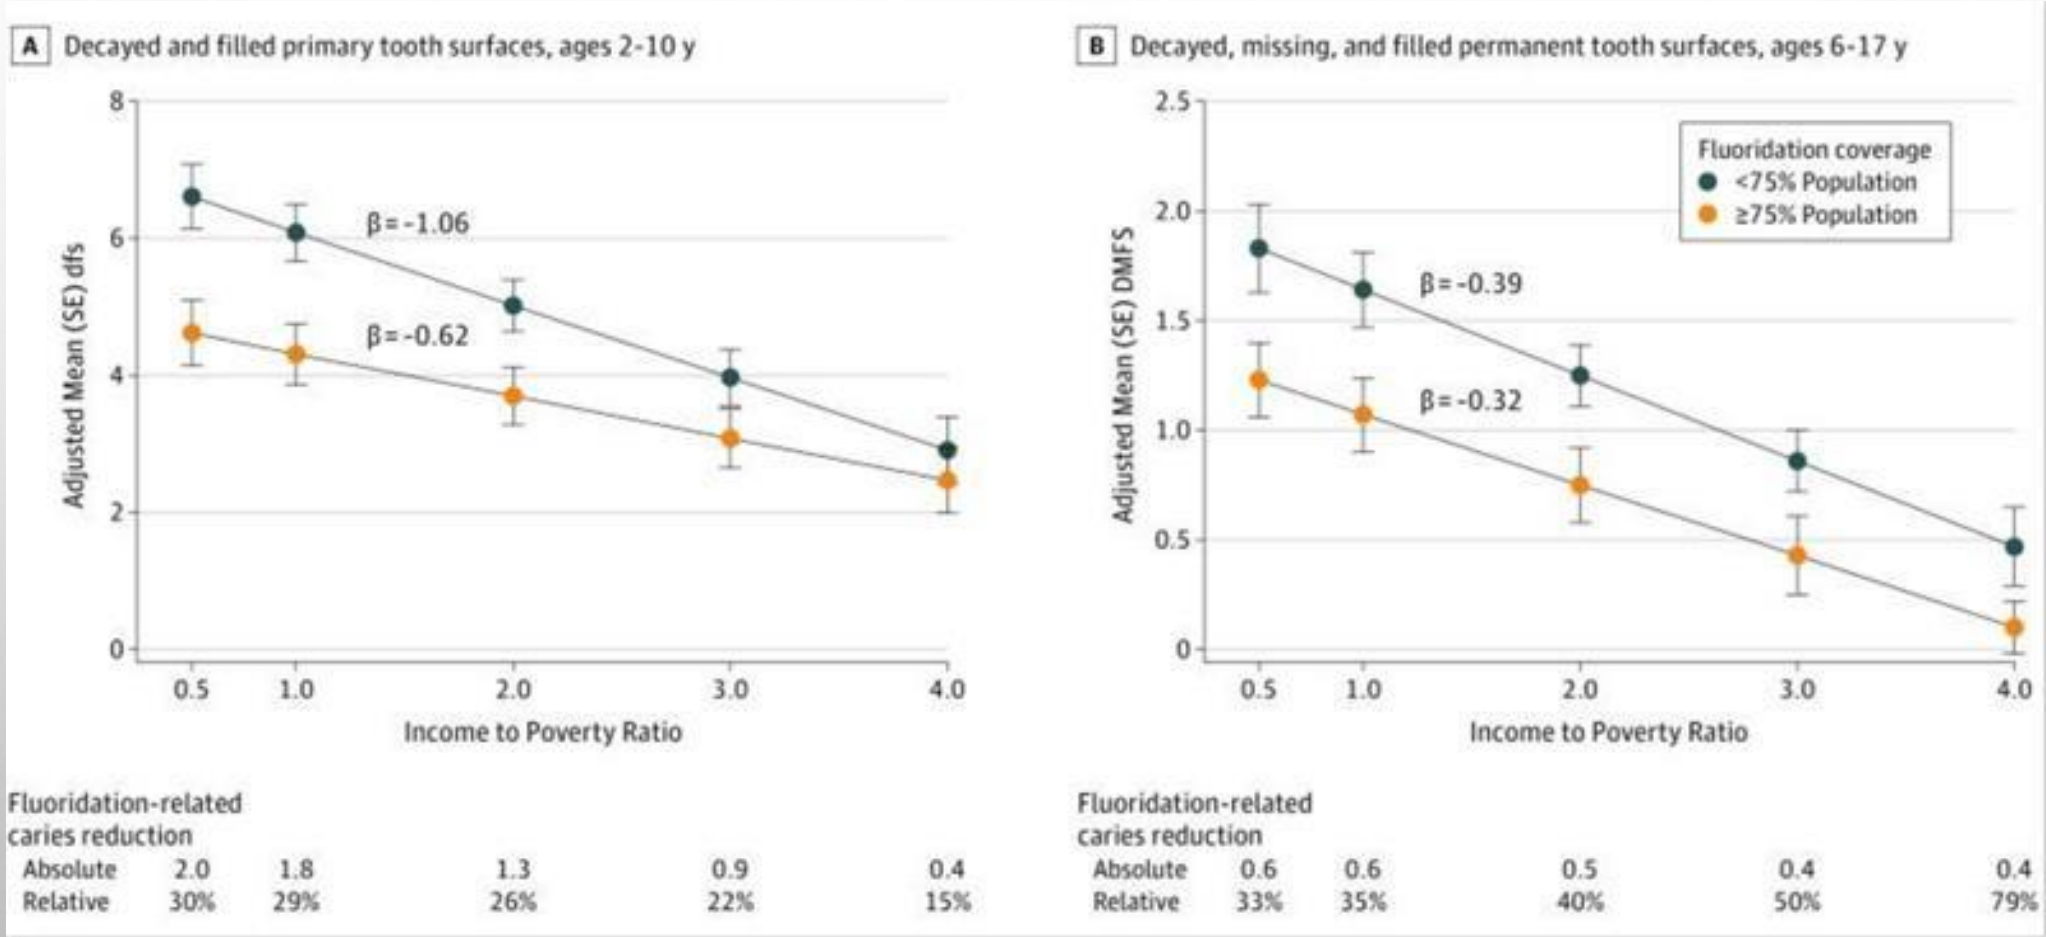 A Decayed and filled primary tooth surfaces, ages 2-10 y
Adjusted Mean (SE) dfs
8
6
4
2
0
β=-1.06
β=-0.62
0.5 1.0 2.0 3.0 4.0
Income to Poverty Ratio
Fluoridation-related
caries reduction
Absolute 2.0 1.8 1.3 0.9 0.4
Relative 30% 29% 26% 22% 15%
B Decayed, missing, and filled permanent tooth surfaces, ages 6-17 y
Adjusted Mean (SE) DMFS
2.5
2.0
1.5
1.0
0.5
0
Fluoridation coverage
<75% Population
≥75% Population
β=-0.39
β=-0.32
0.5 1.0 2.0 3.0 4.0
Income to Poverty Ratio
Fluoridation-related
caries reduction
Absolute 0.6 0.6 0.5 0.4 0.4
Relative 33% 35% 40% 50% 79%